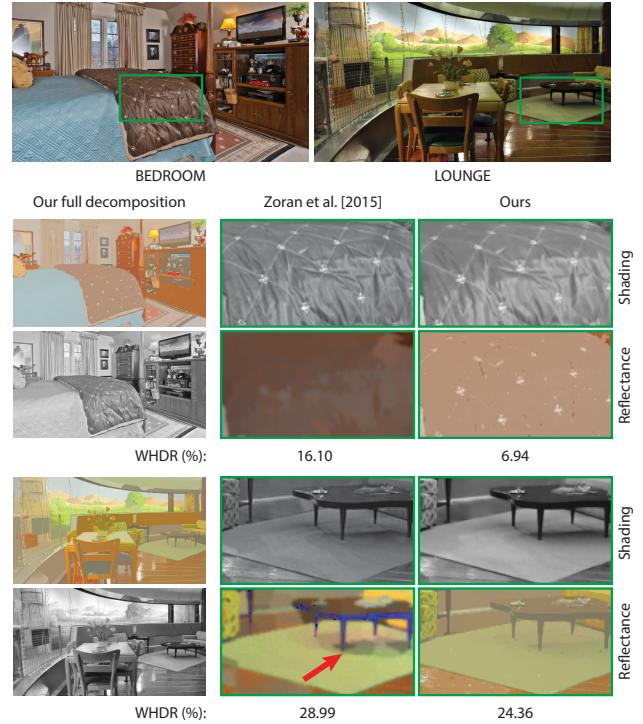 BEDROOM LOUNGE
Our full decomposition Zoran et al. [2015] Ours
Shading
Reflectance
WHDR (%): 16.10 6.94
Shading
Reflectance
WHDR (%): 28.99 24.36